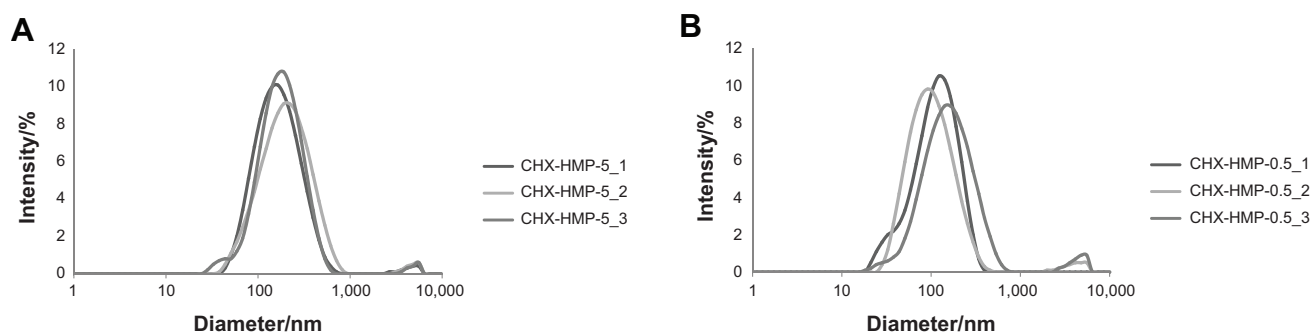 A
12
10
8
6
4
2
0
Intensity/%
1
10
100
1,000
10,000
Diameter/nm
CHX-HMP-5_1
CHX-HMP-5_2
CHX-HMP-5_3
B
12
10
8
6
4
2
0
Intensity/%
1
10
100
1,000
10,000
Diameter/nm
CHX-HMP-0.5_1
CHX-HMP-0.5_2
CHX-HMP-0.5_3